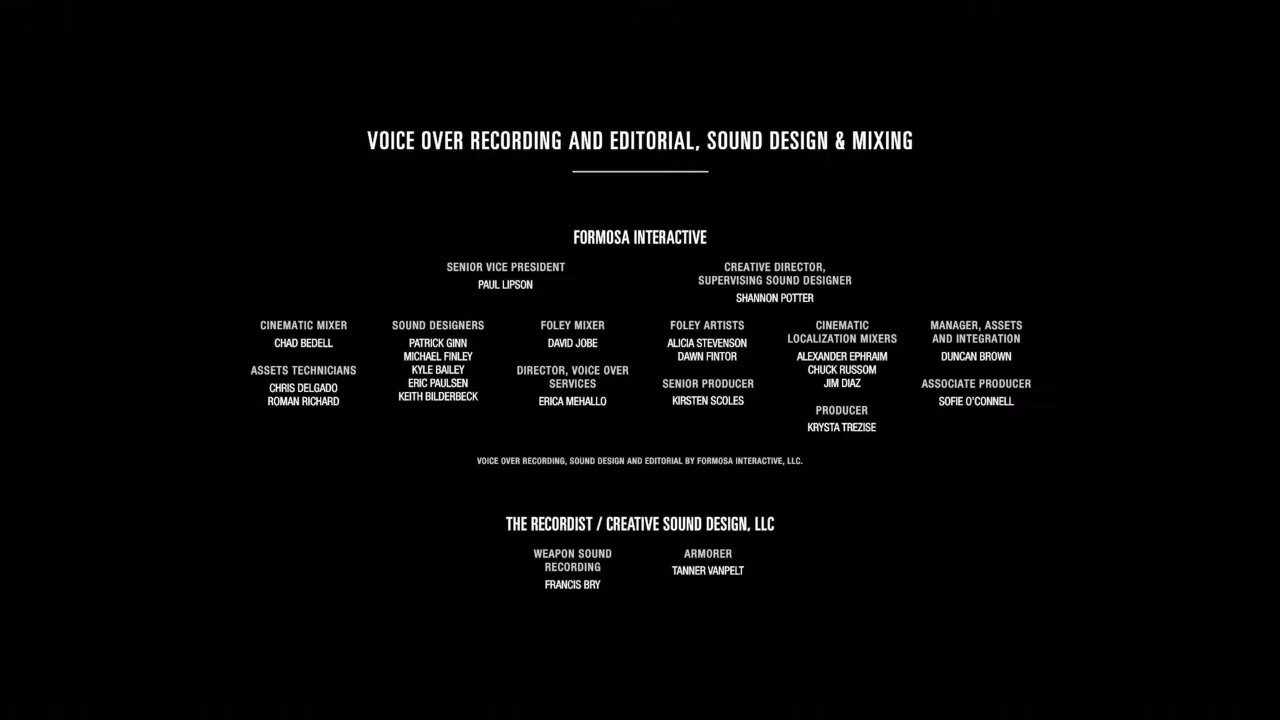 VOICE OVER RECORDING AND EDITORIAL, SOUND DESIGN & MIXING
FORMOSA INTERACTIVE
SENIOR VICE PRESIDENT
PAUL LIPSON
CREATIVE DIRECTOR,
SUPERVISING SOUND DESIGNER
SHANNON POTTER
CINEMATIC MIXER
CHAD BEDELL
ASSETS TECHNICIANS
CHRIS DELGADO
ROMAN RICHARD
SOUND DESIGNERS
PATRICK GINN
MICHAEL FINLEY
KYLE BAILEY
ERIC PAULSEN
KEITH BILDERBECK
FOLEY MIXER
DAVID JOBE
DIRECTOR, VOICE OVER
SERVICES
ERICA MEHALLO
FOLEY ARTISTS
ALICIA STEVENSON
DAWN FINTOR
SENIOR PRODUCER
KIRSTEN SCOLES
CINEMATIC
LOCALIZATION MIXERS
ALEXANDER EPHRAIM
CHUCK RUSSOM
JIM DIAZ
PRODUCER
KRYSTA TREZISE
MANAGER, ASSETS
AND INTEGRATION
DUNCAN BROWN
ASSOCIATE PRODUCER
SOFIE O'CONNELL
VOICE OVER RECORDING, SOUND DESIGN AND EDITORIAL BY FORMOSA INTERACTIVE, LLC.
THE RECORDIST / CREATIVE SOUND DESIGN, LLC
WEAPON SOUND
RECORDING
FRANCIS BRY
ARMORER
TANNER VANPELT